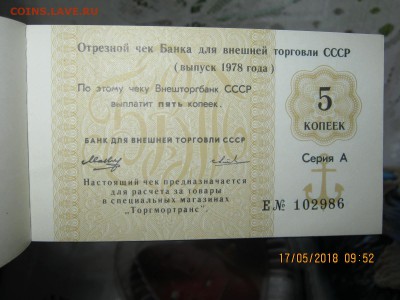 COINS.LAVE.RU
Отрезной чек Банка для внешней торговли СССР
(выпуск 1978 года)
По этому чеку Внешторгбанк СССР
выплатит пять копеек.
5
КОПЕЕК
БАНК ДЛЯ ВНЕШНЕЙ ТОРГОВЛИ СССР
Серия А
Настоящий чек предназначается
для расчета за товары
в специальных магазинах
"Торгмортранс".
Е№ 102986
17/05/2018 09:52